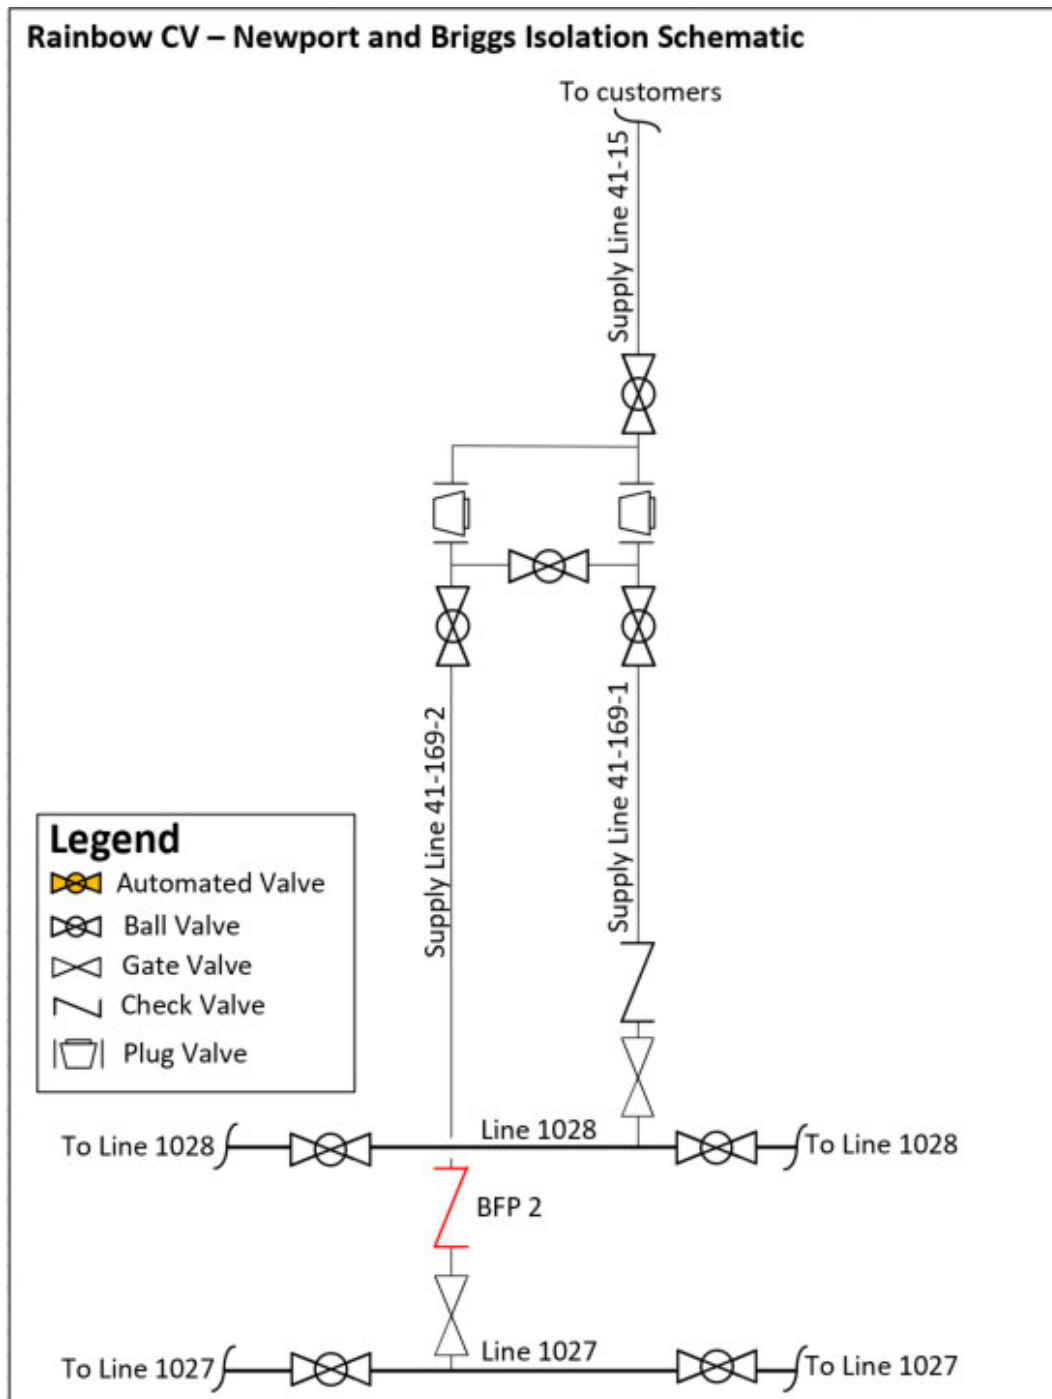 Rainbow CV – Newport and Briggs Isolation Schematic
To customers
Supply Line 41-15
Supply Line 41-169-2
Supply Line 41-169-1
Legend
Automated Valve
Ball Valve
Gate Valve
Check Valve
Plug Valve
To Line 1028
Line 1028
To Line 1028
BFP 2
To Line 1027
Line 1027
To Line 1027